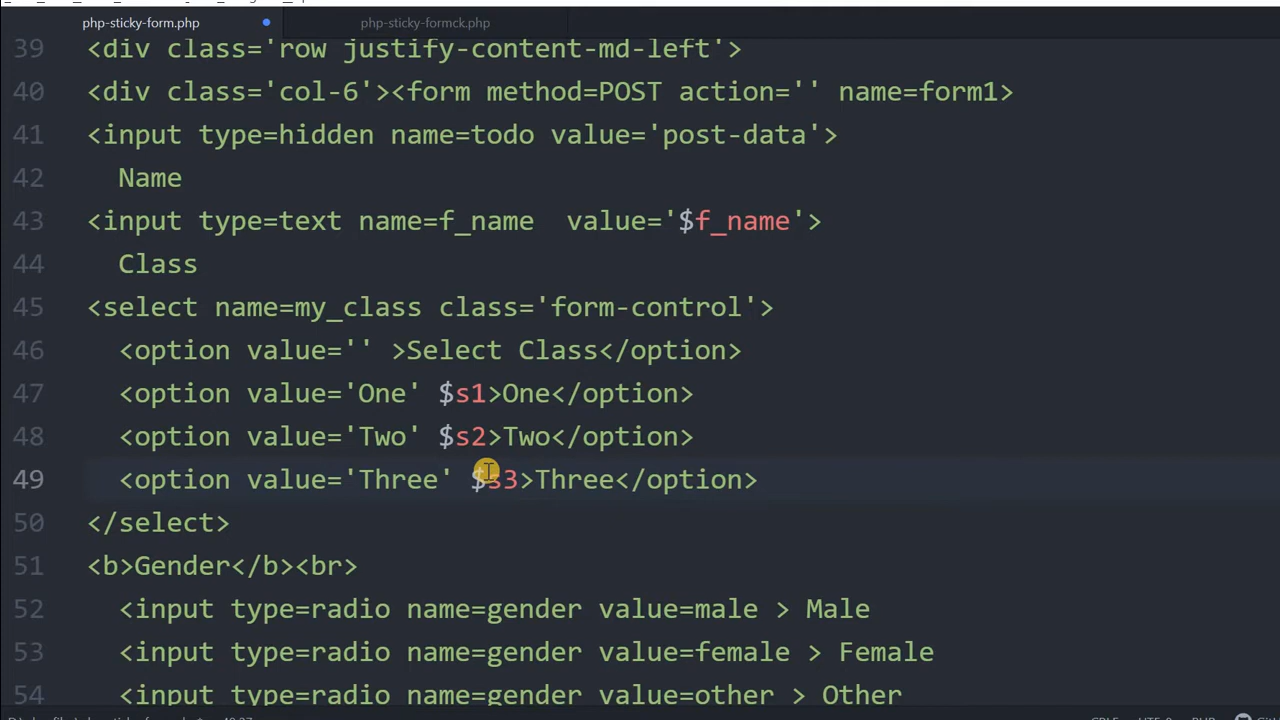 php-sticky-form.php
php-sticky-formck.php
39 <div class='row justify-content-md-left'>
40 <div class='col-6'><form method=POST action='' name=form1>
41 <input type=hidden name=todo value='post-data'>
42 Name
43 <input type=text name=f_name  value='$f_name'>
44 Class
45 <select name=my_class class='form-control'>
46 <option value='' >Select Class</option>
47 <option value='One' $s1>One</option>
48 <option value='Two' $s2>Two</option>
49 <option value='Three' $s3>Three</option>
50 </select>
51 <b>Gender</b><br>
52 <input type=radio name=gender value=male > Male
53 <input type=radio name=gender value=female > Female
54 <input type=radio name=gender value=other > Other